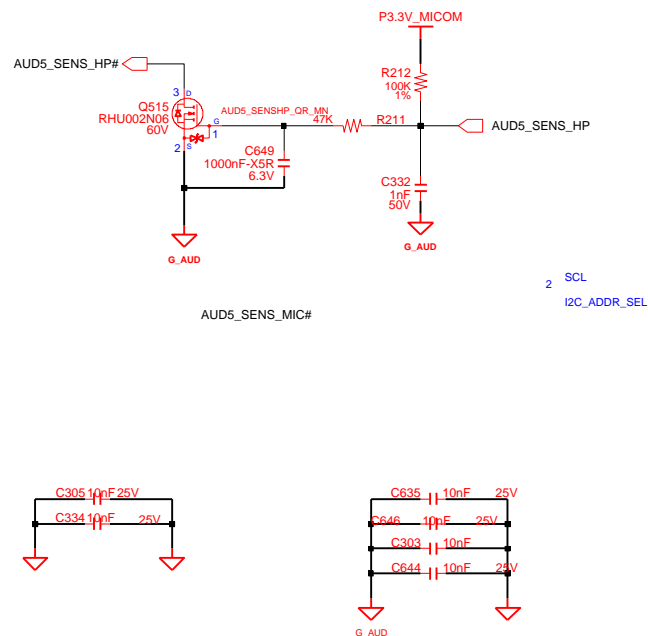 P3.3V_MICOM
AUD5_SENS_HP#
R212
100K
1%
3 D
Q515
RHU002N06
60V
AUD5_SENSHP_QR_MN
G
1
47K
R211
AUD5_SENS_HP
2 S
C649
1000nF-X5R
6.3V
C332
1nF
50V
G_AUD
G_AUD
SCL
2
I2C_ADDR_SEL
AUD5_SENS_MIC#
C305 10nF 25V
C635 10nF 25V
C334 10nF 25V
C646 10nF 25V
C303 10nF
C644 10nF 25V
G_AUD